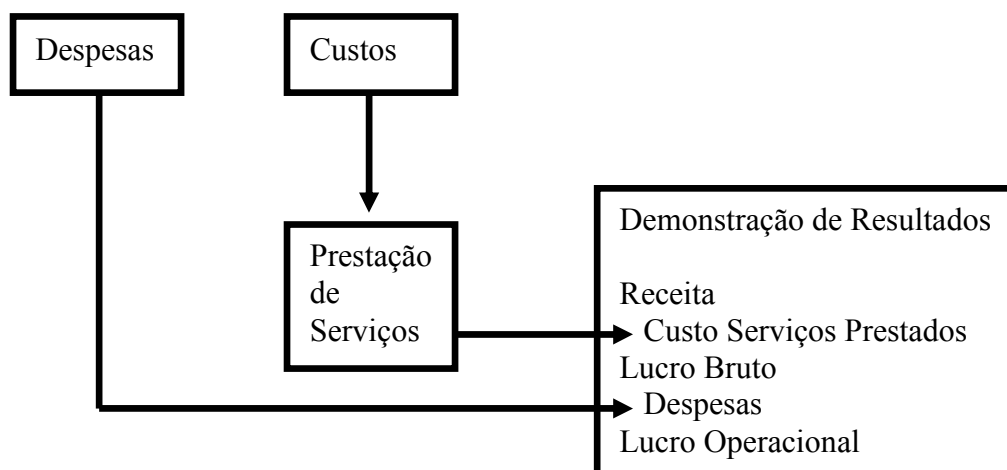 Despesas
Custos
Prestação
de
Serviços
Demonstração de Resultados
Receita
Custo Serviços Prestados
Lucro Bruto
Despesas
Lucro Operacional